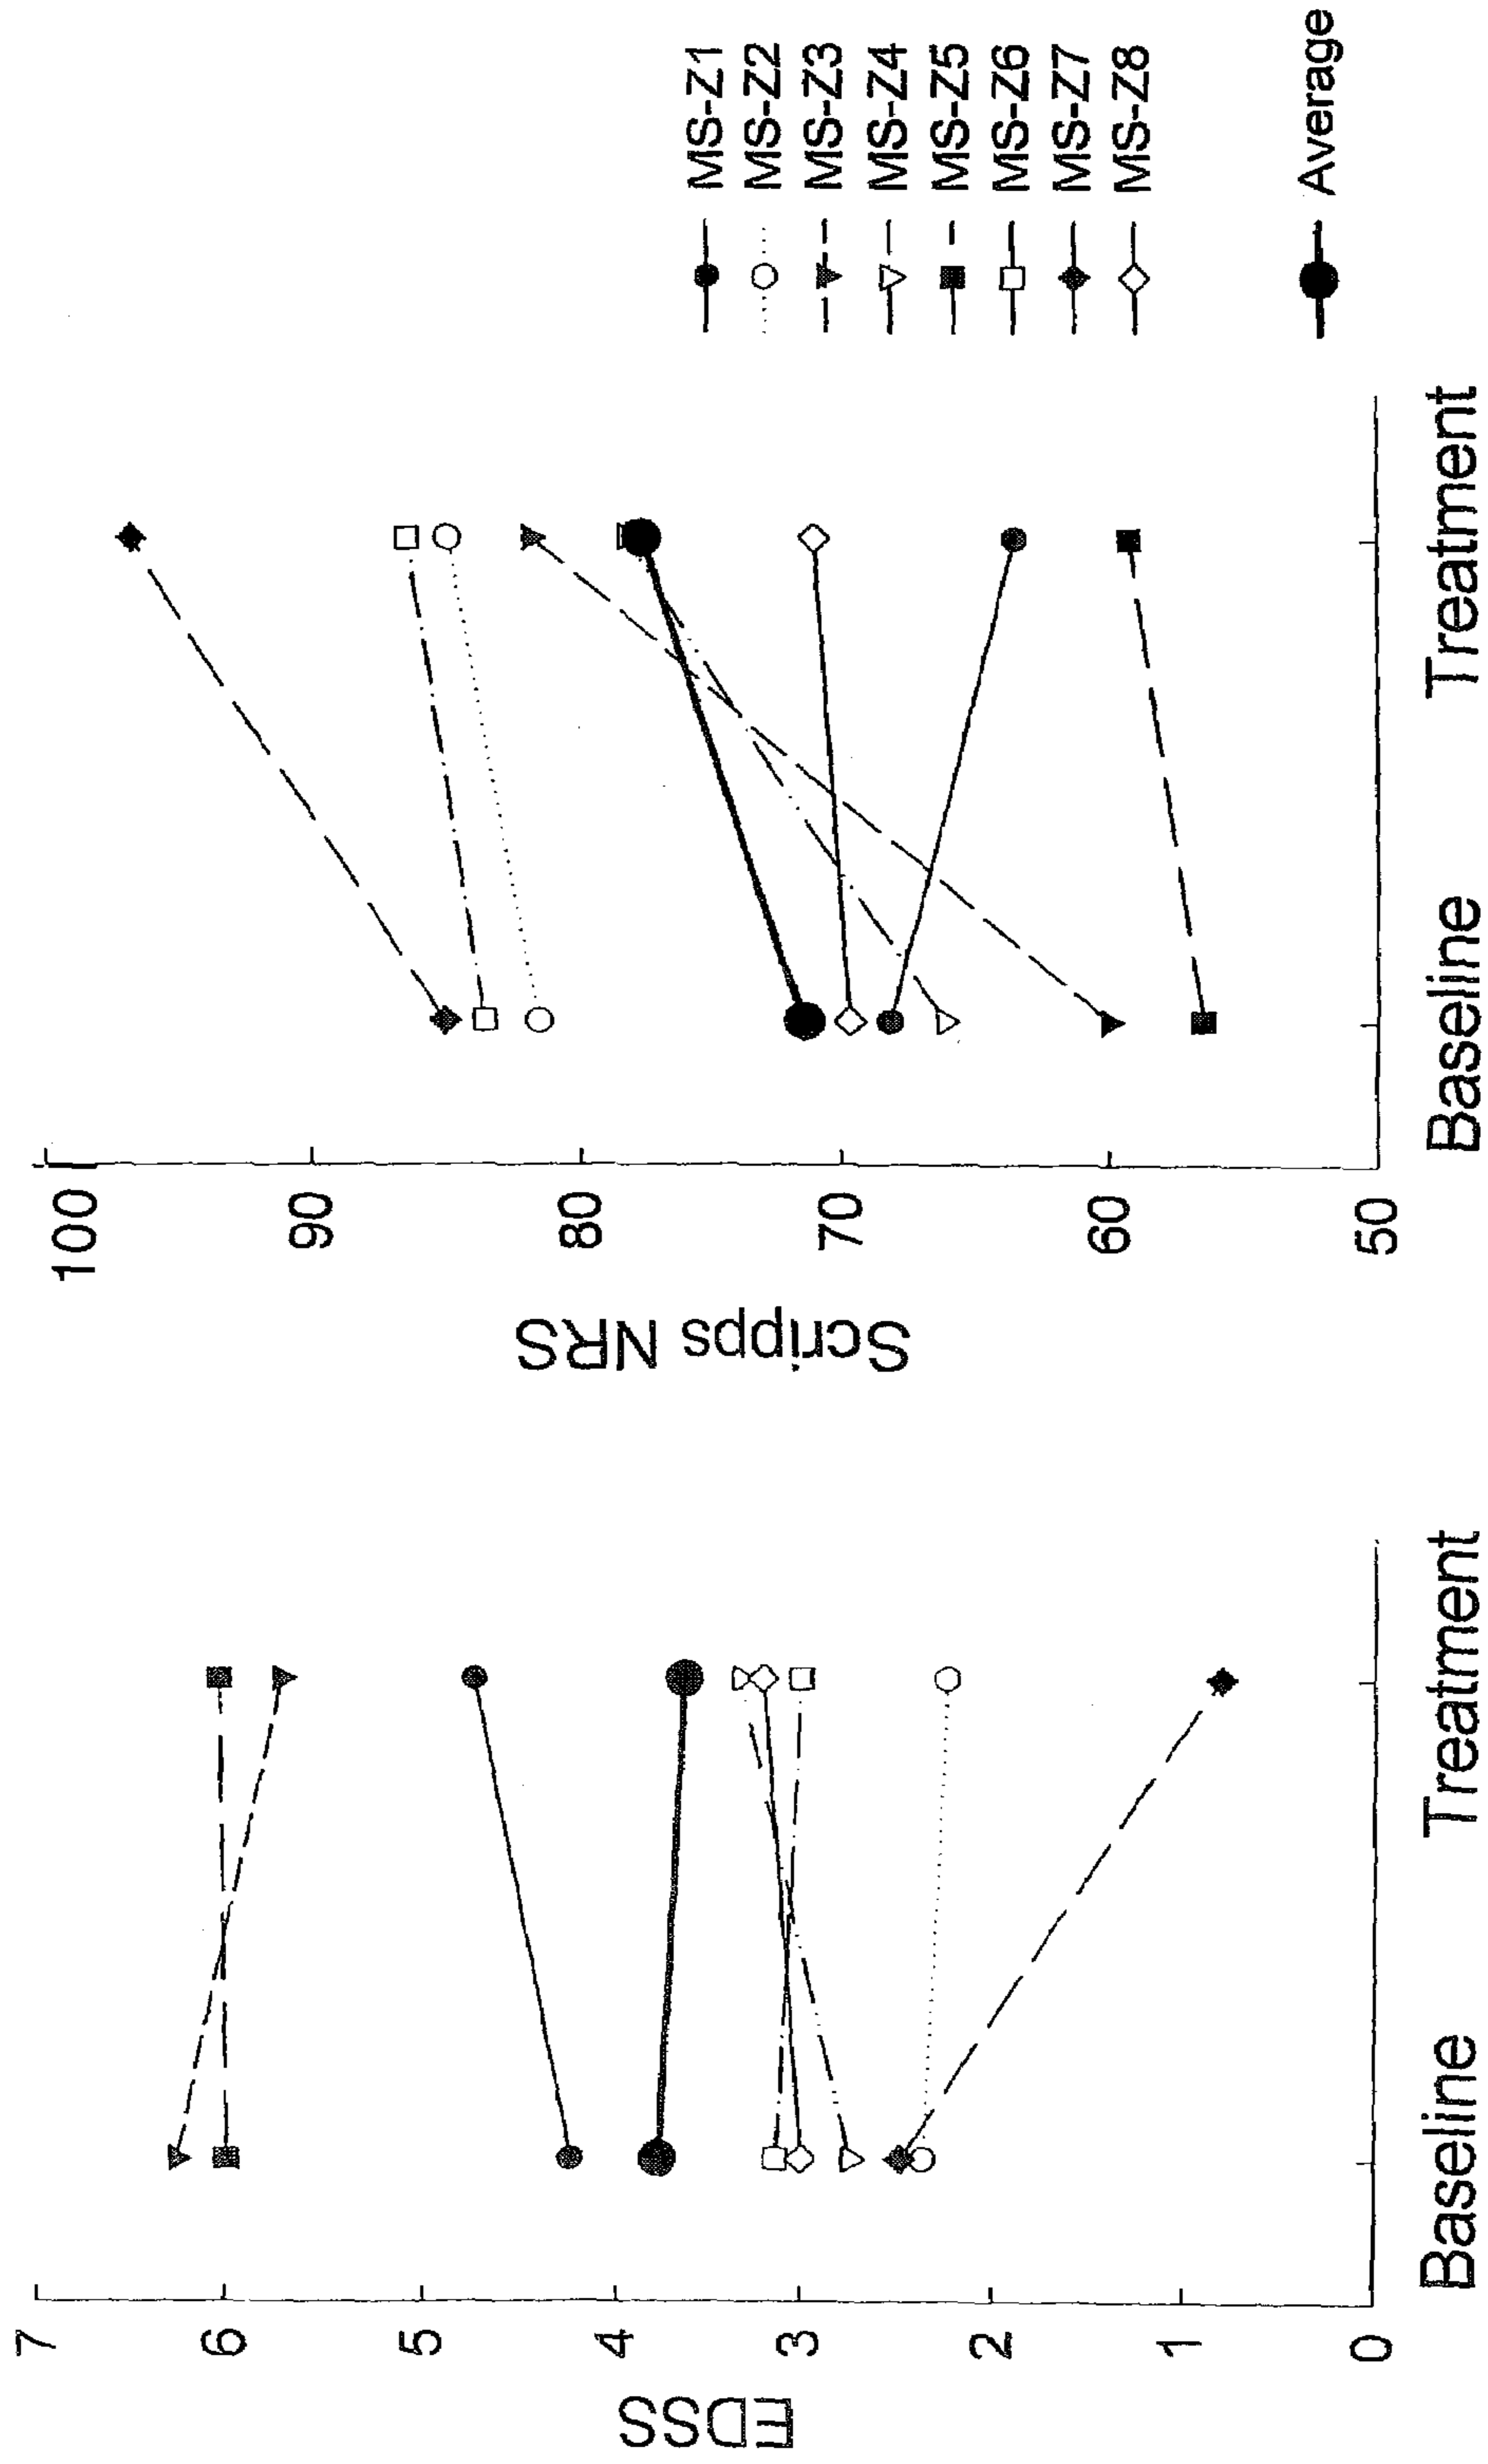 EDSS
7
6
5
4
3
2
1
0
Baseline
Treatment
Scripps NRS
100
90
80
70
60
50
Baseline
Treatment
MS-Z1
MS-Z2
MS-Z3
MS-Z4
MS-Z5
MS-Z6
MS-Z7
MS-Z8
Average